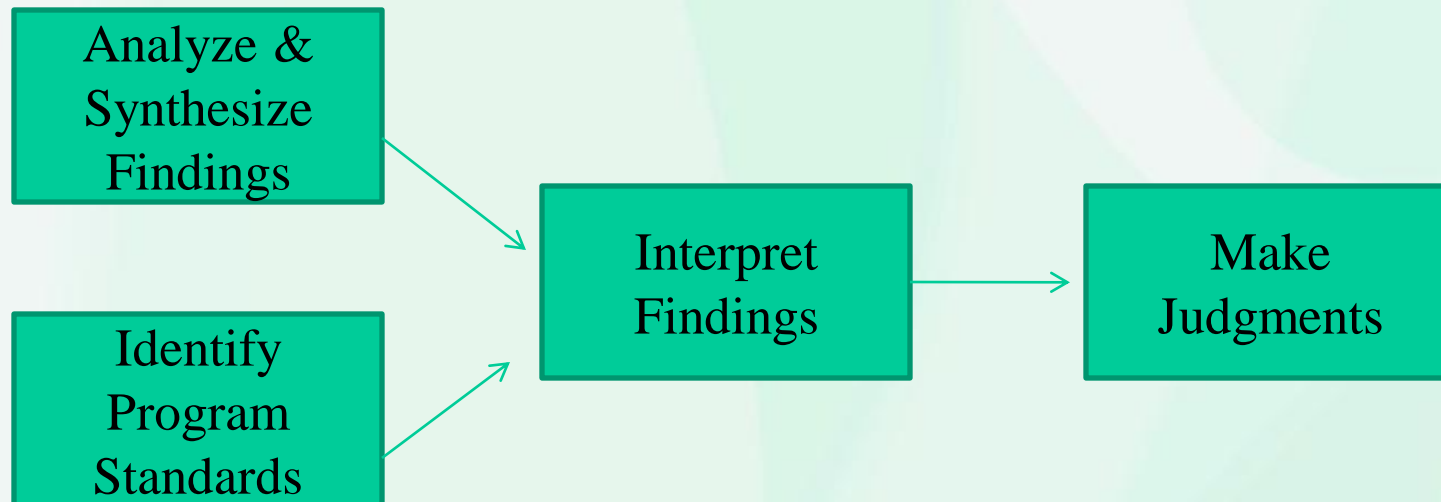 Analyze &
Synthesize
Findings
Identify
Program
Standards
Interpret
Findings
Make
Judgments